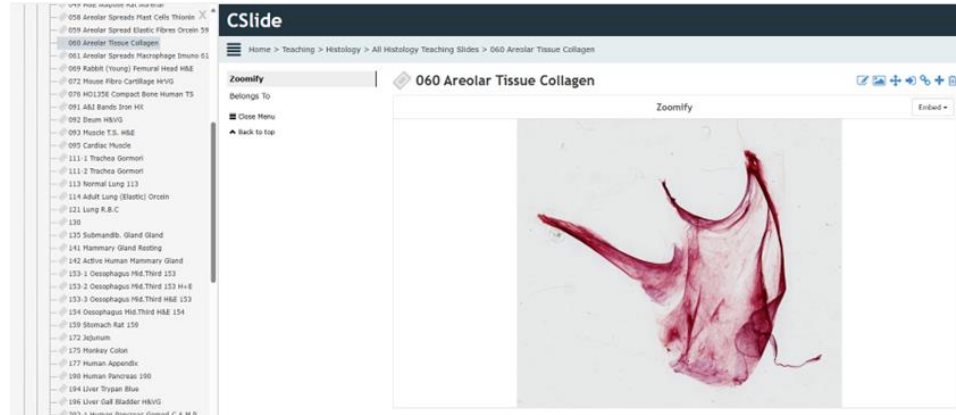 058 Areolar Spreads Mast Cells Thionin X
059 Areolar Spread Elastic Fibres Orcein 59
060 Areolar Tissue Collagen
061 Areolar Spreads Macrophage Imuno 61
069 Rabbit (Young) Femural Head H&E
072 Mouse Fibro Cartillage HrVG
076 HO135E Compact Bone Human TS
091 A&I Bands Iron HX
092 Deum H&VG
093 Muscle T.S. H&E
095 Cardiac Muscle
111-1 Trachea Gormori
111-2 Trachea Gormori
113 Normal Lung 113
114 Adult Lung (Elastic) Orcein
121 Lung R.B.C
130
135 Submandib. Gland Gland
141 Mammary Gland Resting
142 Active Human Mammary Gland
153-1 Oesophagus Mid.Third 153
153-2 Oesophagus Mid.Third 153 H+E
153-3 Oesophagus Mid.Third H&E 153
154 Oesophagus Mid.Third H&E 154
159 Stomach Rat 159
172 Jejunum
175 Monkey Colon
177 Human Appendix
190 Human Pancreas 190
194 Liver Trypan Blue
196 Liver Gall Bladder H&VG
CSlide
Home > Teaching > Histology > All Histology Teaching Slides > 060 Areolar Tissue Collagen
Zoomify
Belongs To
Close Menu
Back to top
060 Areolar Tissue Collagen
Zoomify
Embed